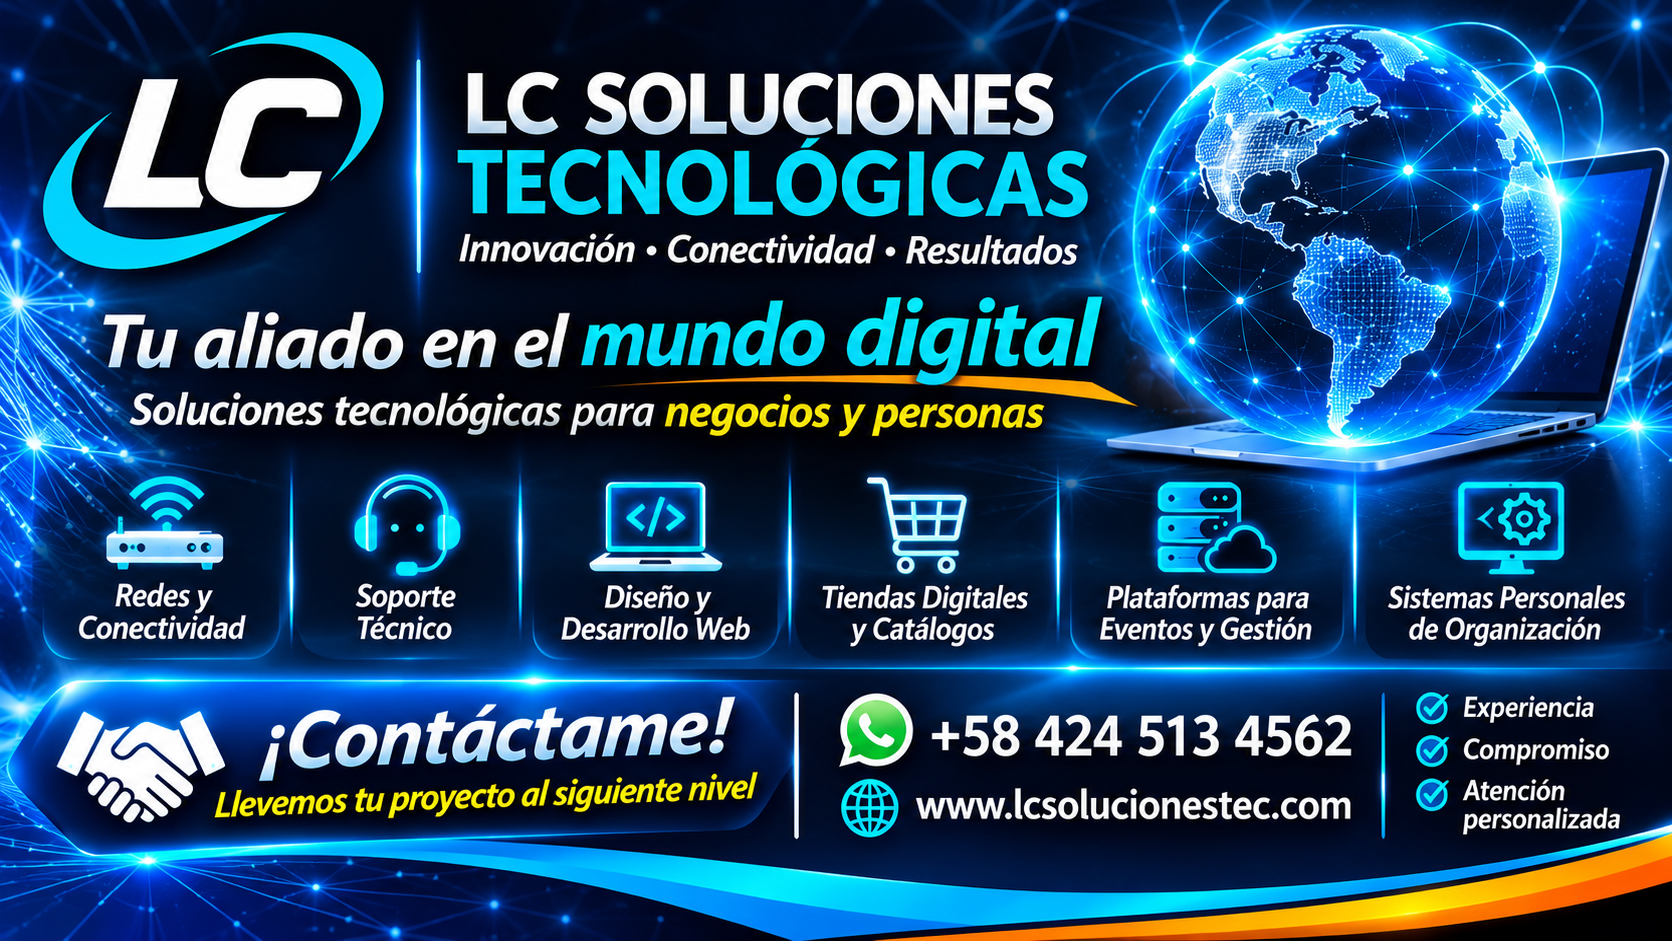 LC
LC SOLUCIONES
TECNOLÓGICAS
Innovación • Conectividad • Resultados
Tu aliado en el mundo digital
Soluciones tecnológicas para negocios y personas
</>
Redes y
Conectividad
Soporte
Técnico
Diseño y
Desarrollo Web
Tiendas Digitales
y Catálogos
Plataformas para
Eventos y Gestión
Sistemas Personales
de Organización
¡Contáctame!
Llevemos tu proyecto al siguiente nivel
+58 424 513 4562
www.lcsolucionestec.com
Experiencia
Compromiso
Atención
personalizada